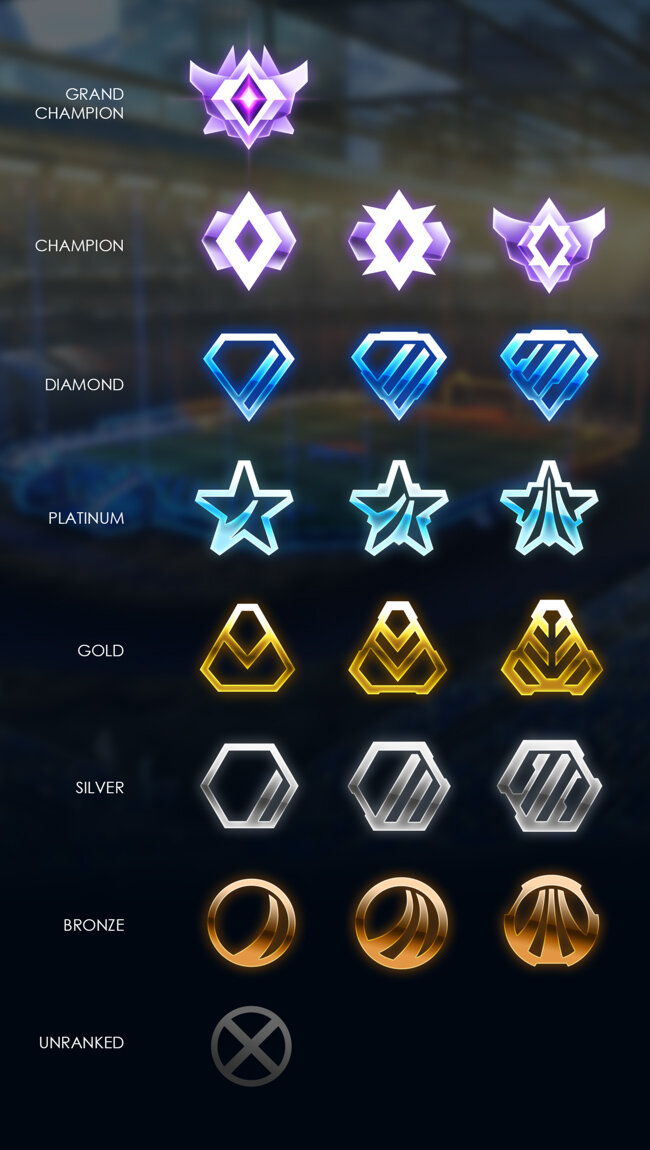 GRAND
CHAMPION
CHAMPION
DIAMOND
PLATINUM
GOLD
SILVER
BRONZE
UNRANKED